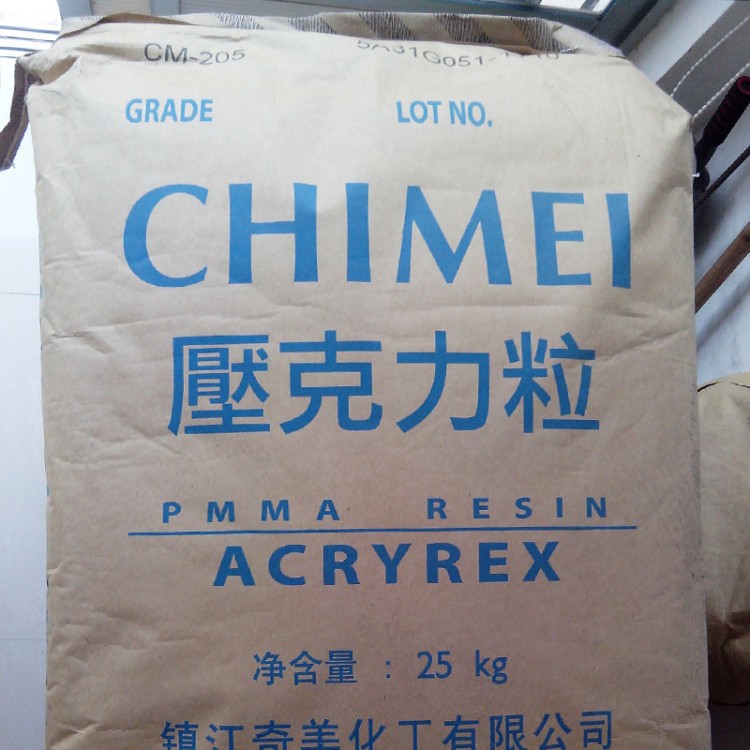 CM-205
GRADE LOT NO.
CHIMEI
壓克力粒
PMMA RESIN
ACRYREX
净含量 : 25 kg
镇江奇美化工有限公司